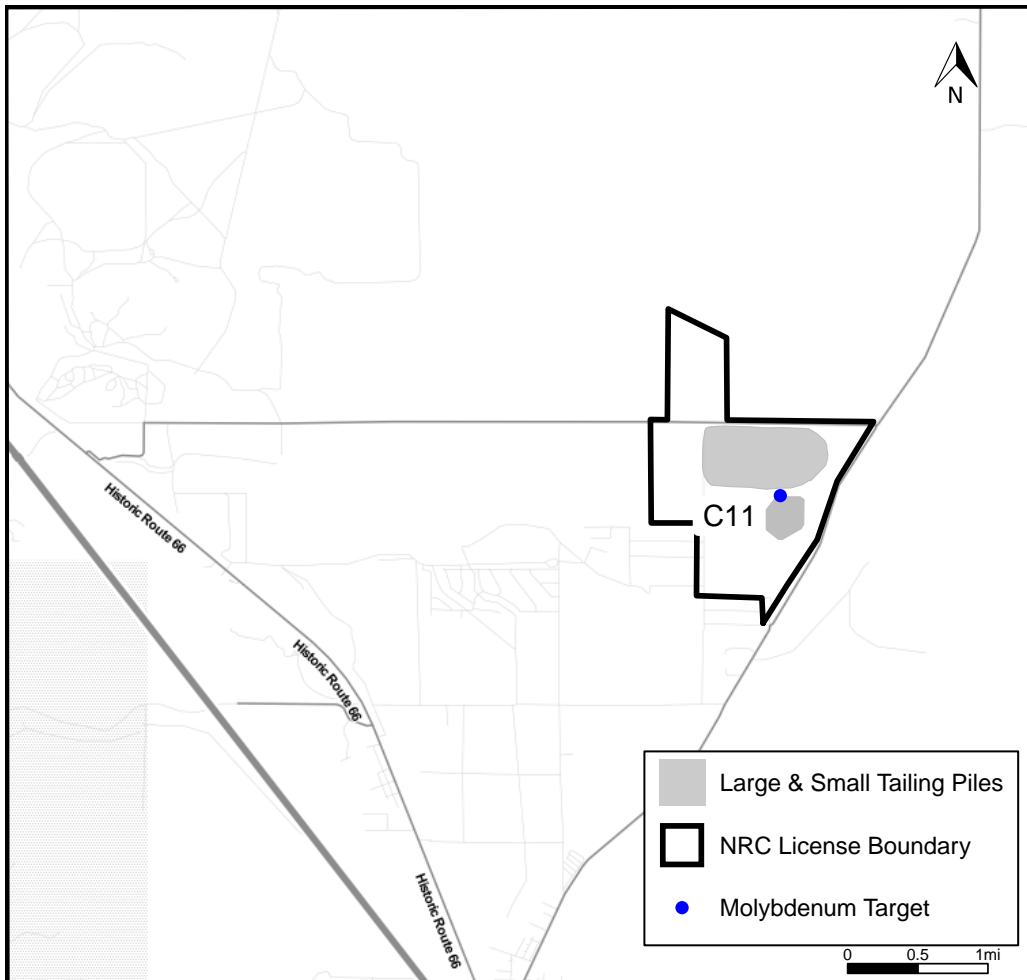 N
C11
Historic Route 66
Historic Route 66
Historic Route 66
Large & Small Tailing Piles
NRC License Boundary
Molybdenum Target
0 0.5 1mi